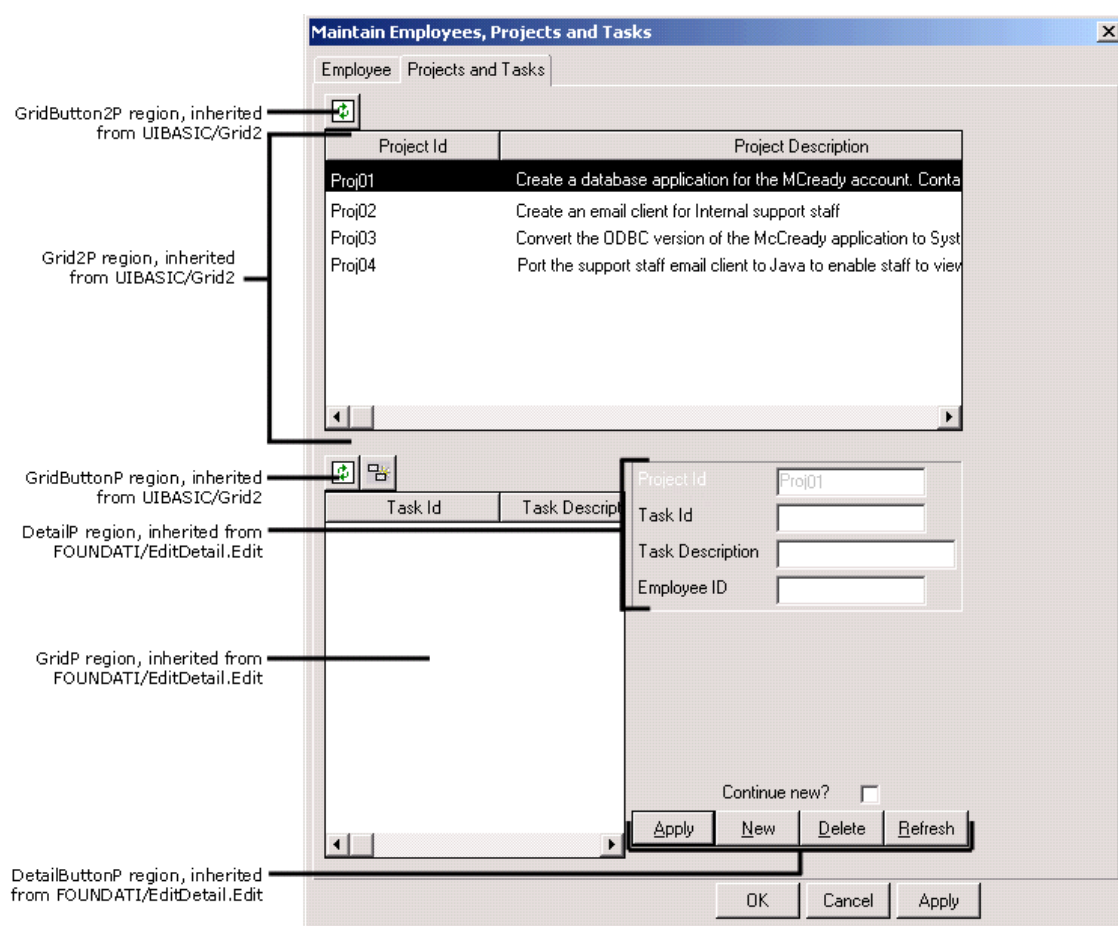 Maintain Employees, Projects and Tasks
Employee Projects and Tasks
GridButton2P region, inherited
from UIBASIC/Grid2
Project Id Project Description
Proj01 Create a database application for the MCready account. Conta
Proj02 Create an email client for Internal support staff
Proj03 Convert the ODBC version of the McCready application to Syst
Proj04 Port the support staff email client to Java to enable staff to view
Grid2P region, inherited
from UIBASIC/Grid2
GridButtonP region, inherited
from UIBASIC/Grid2
Task Id Task Descript
DetailP region, inherited from
FOUNDATI/EditDetail.Edit
Project Id Proj01
Task Id
Task Description
Employee ID
GridP region, inherited from
FOUNDATI/EditDetail.Edit
Continue new?
Apply New Delete Refresh
DetailButtonP region, inherited
from FOUNDATI/EditDetail.Edit
OK Cancel Apply